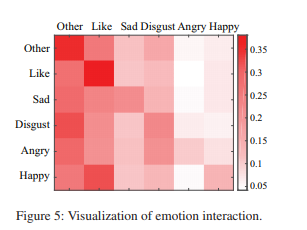 Other Like Sad Disgust Angry Happy
Other
Like
Sad
Disgust
Angry
Happy
0.35
0.3
0.25
0.2
0.15
0.1
0.05
Figure 5: Visualization of emotion interaction.